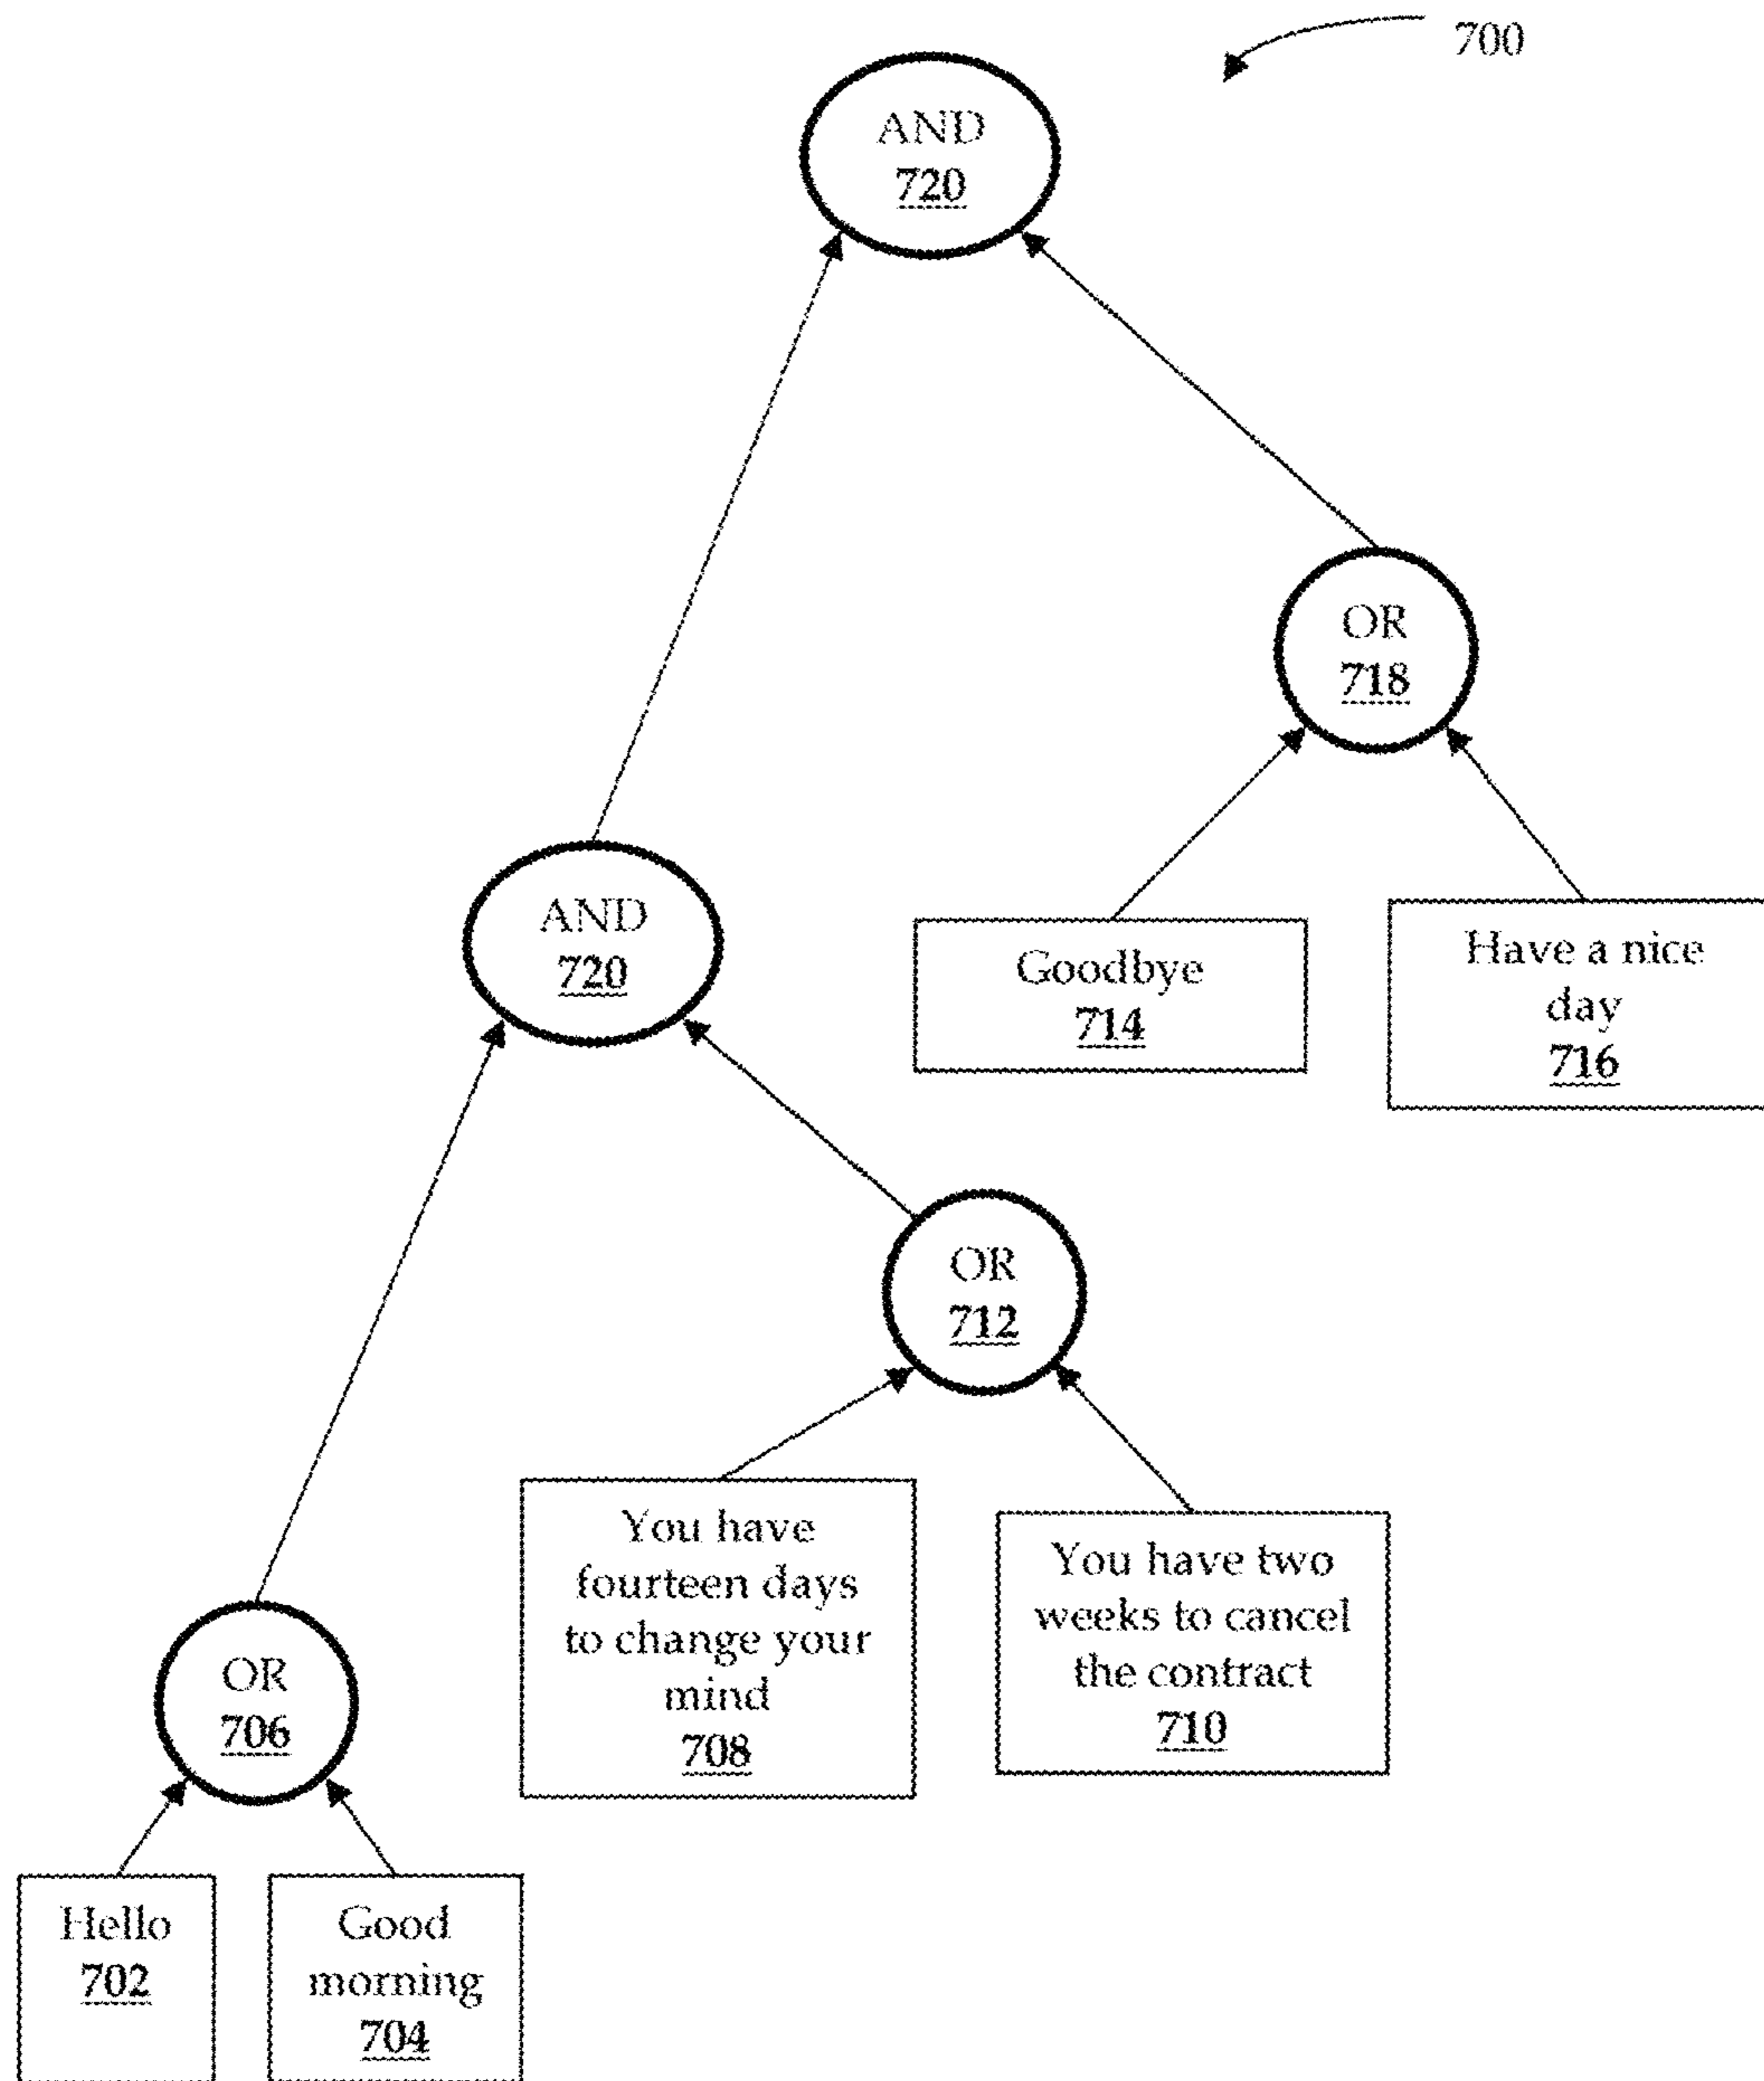 700
AND
720
OR
718
AND
720
Goodbye
714
Have a nice
day
716
OR
712
You have
fourteen days
to change your
mind
708
You have two
weeks to cancel
the contract
710
OR
706
Hello
702
Good
morning
704